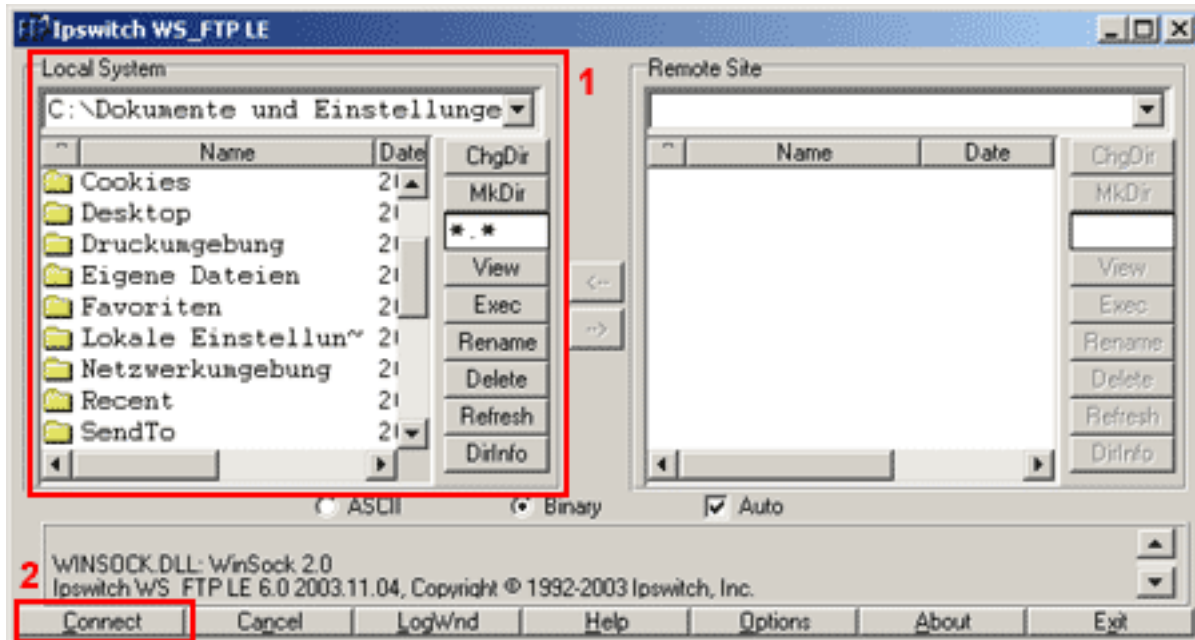 Ipswitch WS_FTP LE
Local System
1
C:\Dokumente und Einstellunge
^ Name Date
Cookies
Desktop
Druckumgebung
Eigene Dateien
Favoriten
Lokale Einstellun~
Netzwerkumgebung
Recent
SendTo
ChgDir
MkDir
*.*
View
Exec
Rename
Delete
Refresh
DirInfo
<--
-->
Remote Site
^ Name Date
ChgDir
MkDir
View
Exec
Rename
Delete
Refresh
DirInfo
ASCII Binary Auto
WINSOCK.DLL: WinSock 2.0
2
Ipswitch WS_FTP LE 6.0 2003.11.04, Copyright © 1992-2003 Ipswitch, Inc.
Connect Cancel LogWnd Help Options About Exit